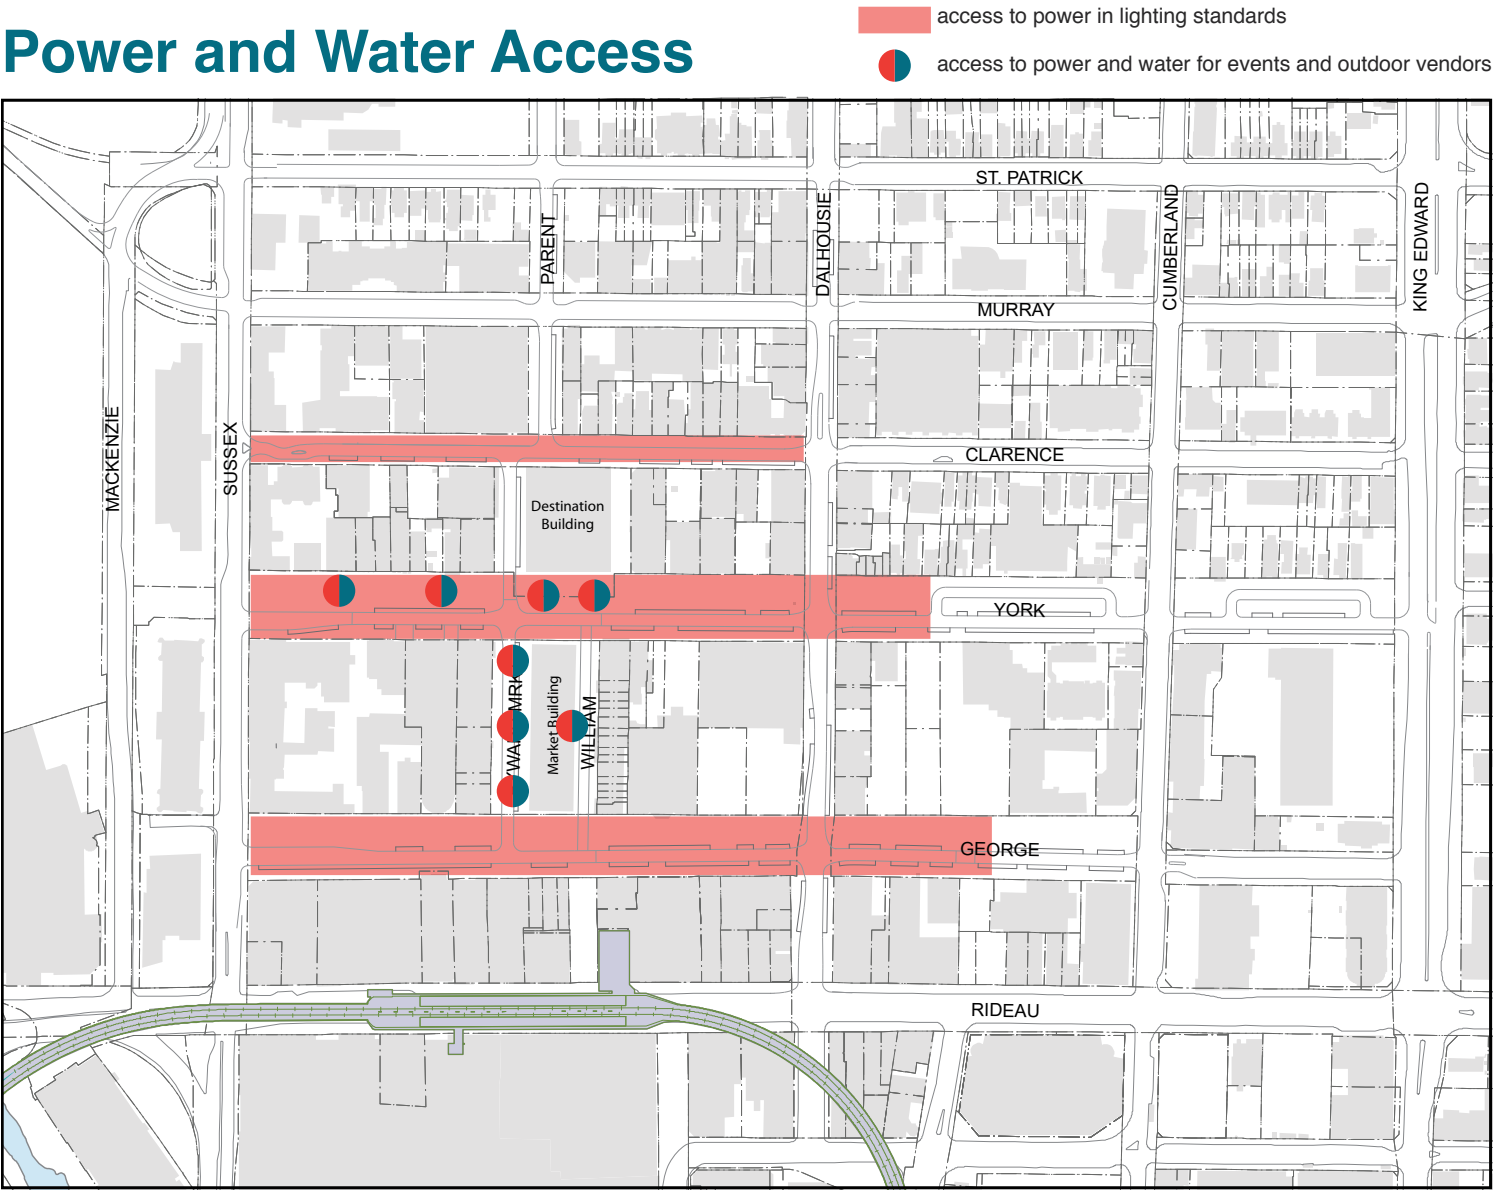 Power and Water Access
access to power in lighting standards
access to power and water for events and outdoor vendors
ST. PATRICK
PARENT
DALHOUSIE
CUMBERLAND
KING EDWARD
MURRAY
MACKENZIE
SUSSEX
CLARENCE
Destination
Building
YORK
MRK
Market Building
WILLIAM
GEORGE
RIDEAU